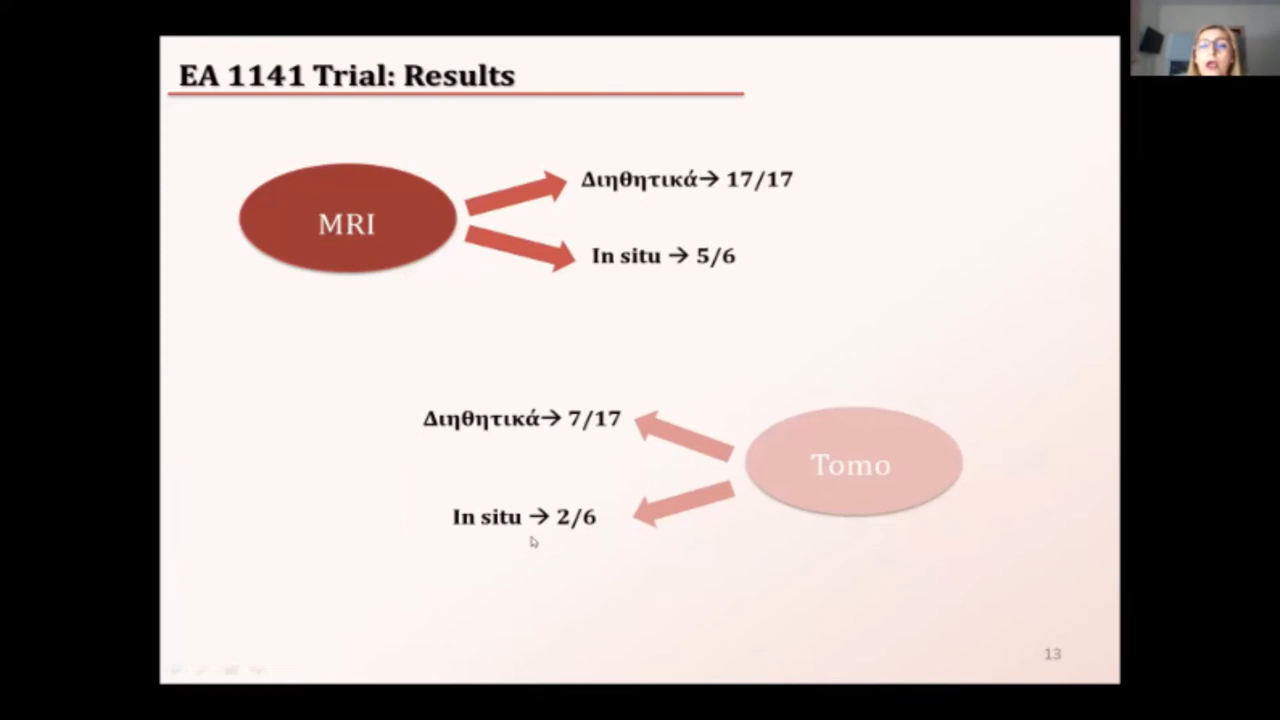 EA 1141 Trial: Results
MRI
Διηθητικά→ 17/17
In situ → 5/6
Διηθητικά→ 7/17
In situ → 2/6
Tomo
13